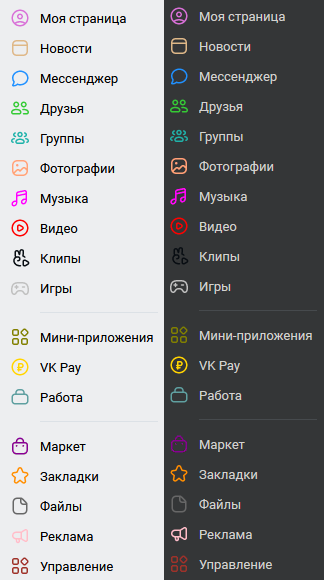 Моя страница
Новости
Мессенджер
Друзья
Группы
Фотографии
Музыка
Видео
Клипы
Игры
Мини-приложения
VK Pay
Работа
Маркет
Закладки
Файлы
Реклама
Управление
Моя страница
Новости
Мессенджер
Друзья
Группы
Фотографии
Музыка
Видео
Клипы
Игры
Мини-приложения
VK Pay
Работа
Маркет
Закладки
Файлы
Реклама
Управление